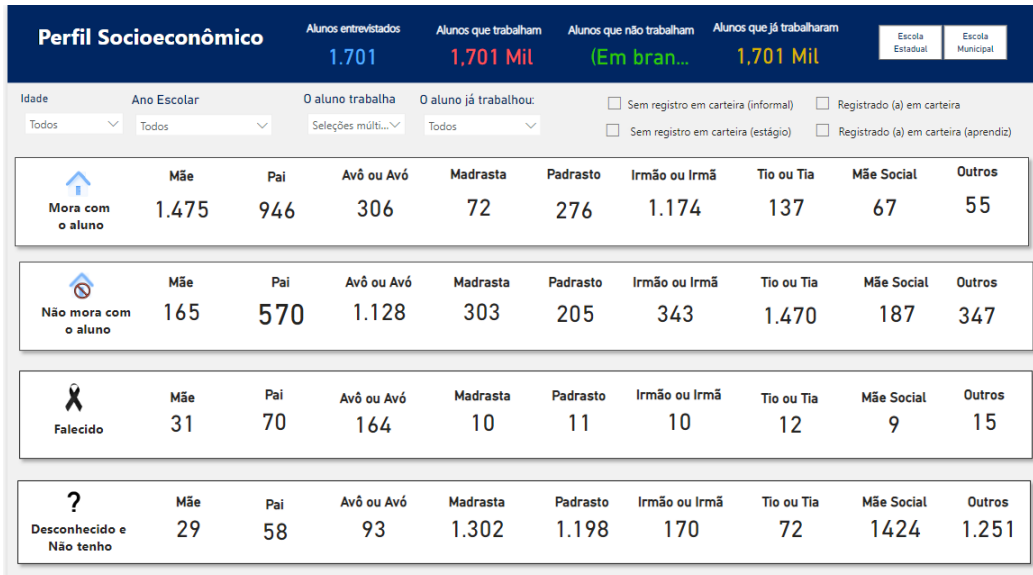 Perfil Socioeconômico
Alunos entrevistados
1.701
Alunos que trabalham
1,701 Mil
Alunos que não trabalham
(Em bran...
Alunos que já trabalharam
1,701 Mil
Escola
Estadual
Escola
Municipal
Idade
Todos
Ano Escolar
Todos
O aluno trabalha
Seleções múlti...
O aluno já trabalhou:
Todos
Sem registro em carteira (informal)
Registrado (a) em carteira
Sem registro em carteira (estágio)
Registrado (a) em carteira (aprendiz)
Mora com
o aluno
Mãe Pai Avô ou Avó Madrasta Padrasto Irmão ou Irmã Tio ou Tia Mãe Social Outros
1.475 946 306 72 276 1.174 137 67 55
Não mora com
o aluno
Mãe Pai Avô ou Avó Madrasta Padrasto Irmão ou Irmã Tio ou Tia Mãe Social Outros
165 570 1.128 303 205 343 1.470 187 347
Falecido
Mãe Pai Avô ou Avó Madrasta Padrasto Irmão ou Irmã Tio ou Tia Mãe Social Outros
31 70 164 10 11 10 12 9 15
?
Desconhecido e
Não tenho
Mãe Pai Avô ou Avó Madrasta Padrasto Irmão ou Irmã Tio ou Tia Mãe Social Outros
29 58 93 1.302 1.198 170 72 1424 1.251